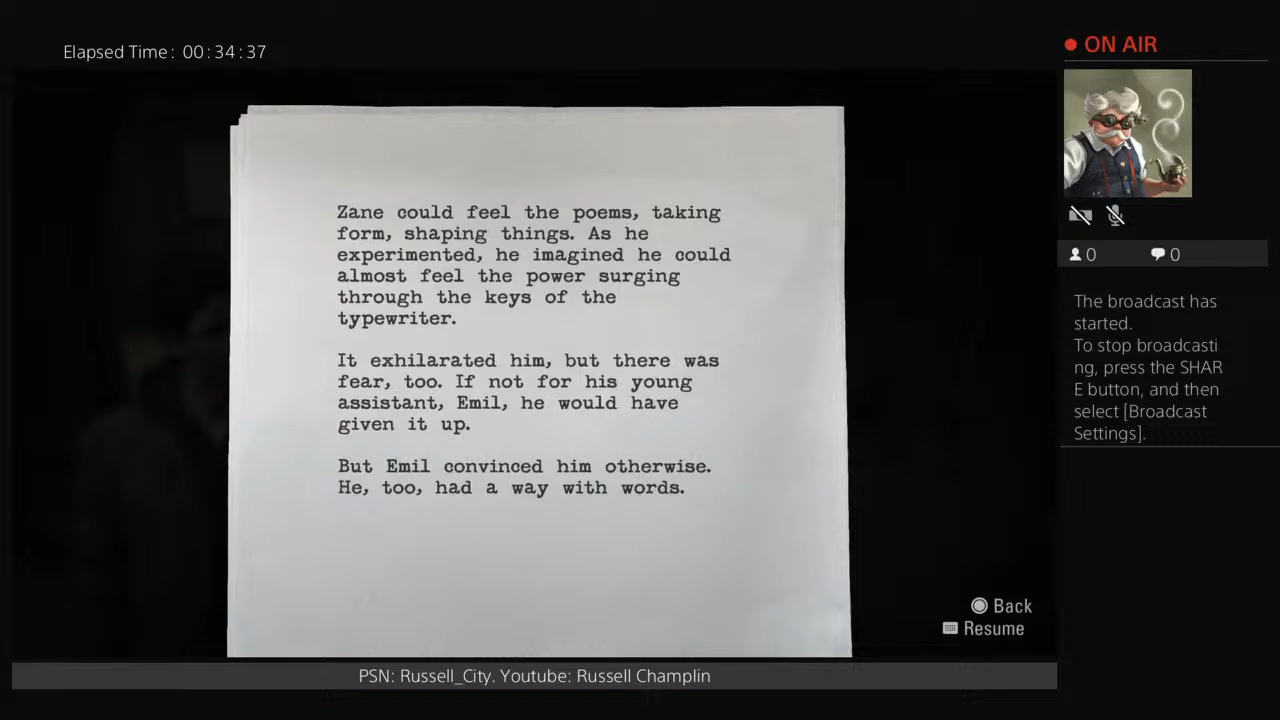 Elapsed Time: 00:34:37
ON AIR
Zane could feel the poems, taking
form, shaping things. As he
experimented, he imagined he could
almost feel the power surging
through the keys of the
typewriter.
It exhilarated him, but there was
fear, too. If not for his young
assistant, Emil, he would have
given it up.
But Emil convinced him otherwise.
He, too, had a way with words.
0
0
The broadcast has
started.
To stop broadcasti
ng, press the SHAR
E button, and then
select [Broadcast
Settings].
Back
Resume
PSN: Russell_City. Youtube: Russell Champlin